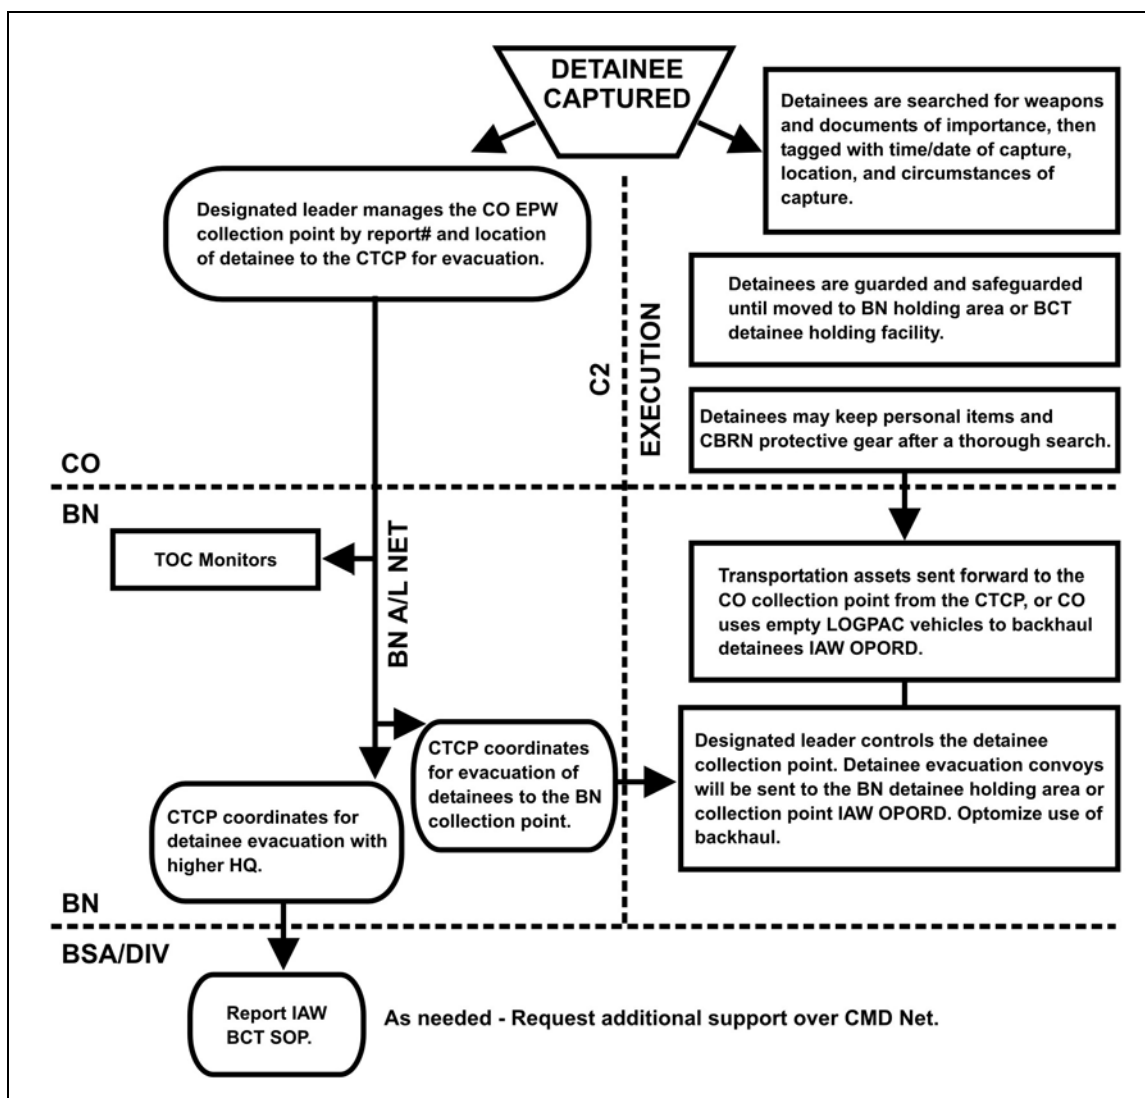 DETAINEE
CAPTURED
Detainees are searched for weapons
and documents of importance, then
tagged with time/date of capture,
location, and circumstances of
capture.
Designated leader manages the CO EPW
collection point by report# and location
of detainee to the CTCP for evacuation.
Detainees are guarded and safeguarded
until moved to BN holding area or BCT
detainee holding facility.
C2
EXECUTION
Detainees may keep personal items and
CBRN protective gear after a thorough search.
CO
BN
TOC Monitors
BN A/L NET
Transportation assets sent forward to the
CO collection point from the CTCP, or CO
uses empty LOGPAC vehicles to backhaul
detainees IAW OPORD.
CTCP coordinates
for evacuation of
detainees to the BN
collection point.
Designated leader controls the detainee
collection point. Detainee evacuation convoys
will be sent to the BN detainee holding area or
collection point IAW OPORD. Optomize use of
backhaul.
CTCP coordinates for
detainee evacuation with
higher HQ.
BN
BSA/DIV
Report IAW
BCT SOP.
As needed - Request additional support over CMD Net.